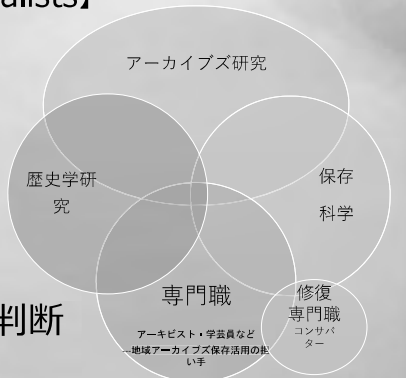 alists】
アーカイブズ研究
歴史学研
究
保存
科学
専門職
アーキビスト・学芸員など
―地域アーカイブズ保存活用の担
い手
修復
専門職
コンサバ
ター
判断